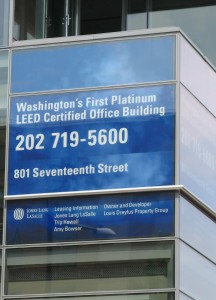 Washington's First Platinum
LEED Certified Office Building
202 719-5600
801 Seventeenth Street
Jones Lang
LaSalle
Leasing Information
Jones Lang LaSalle
Trip Howell
Amy Bowser
Owner and Developer
Louis Dreyfus Property Group